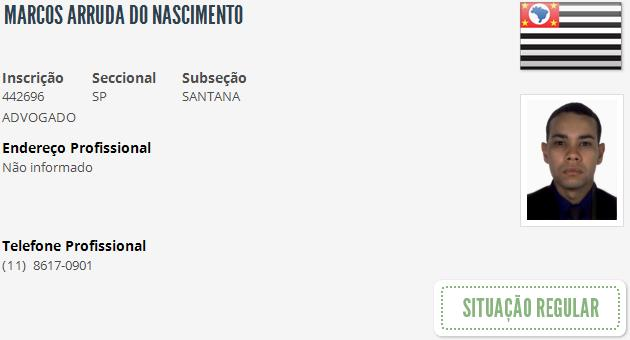 MARCOS ARRUDA DO NASCIMENTO
Inscrição Seccional Subseção
442696 SP SANTANA
ADVOGADO
Endereço Profissional
Não informado
Telefone Profissional
(11) 8617-0901
SITUAÇÃO REGULAR